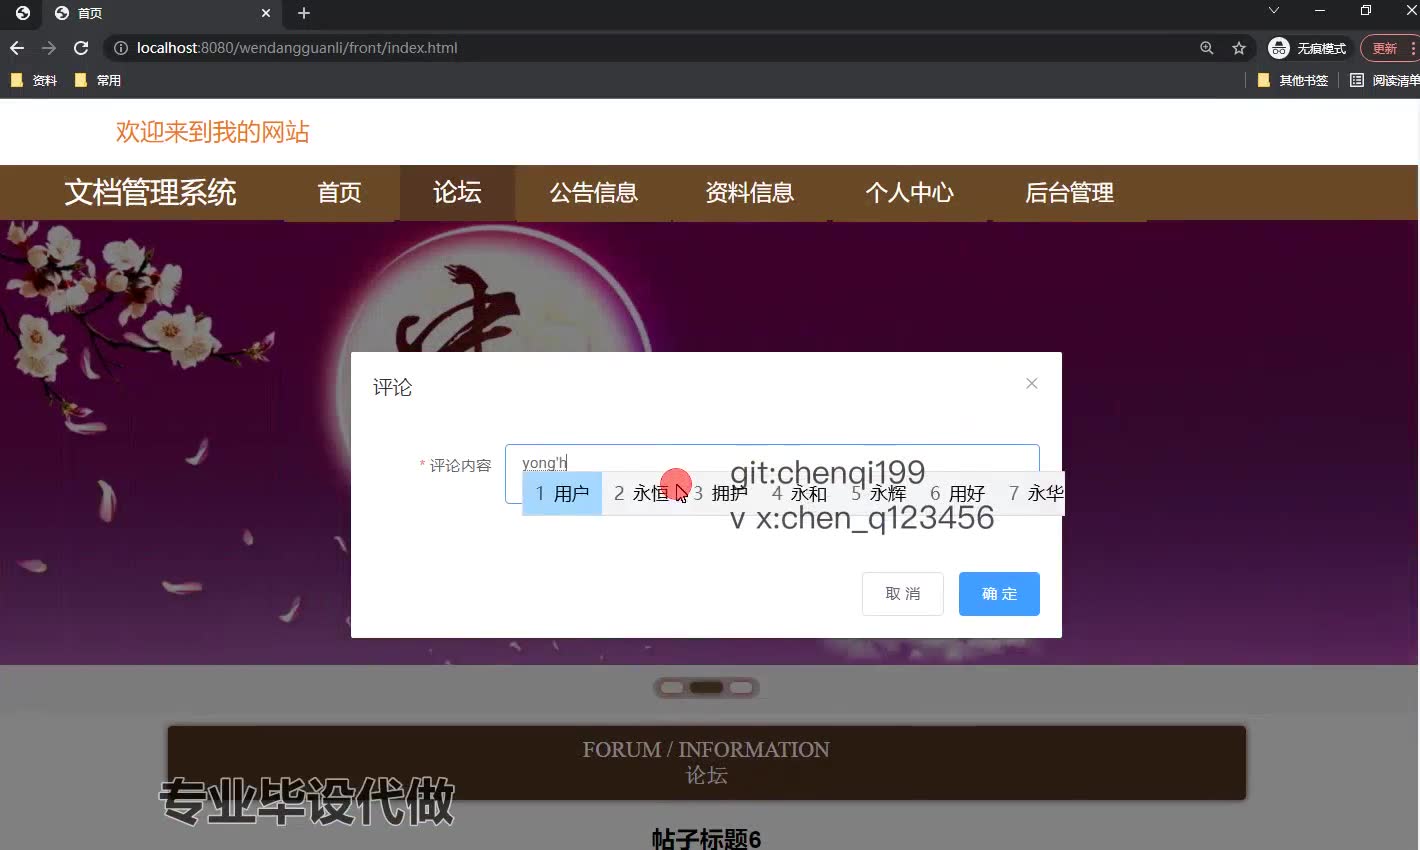 首页
localhost:8080/wendangguanli/front/index.html
无痕模式
更新
资料
常用
其他书签
阅读清单
欢迎来到我的网站
文档管理系统
首页
论坛
公告信息
资料信息
个人中心
后台管理
评论
* 评论内容
yong'h
1 用户 2 永恒 3 拥护 4 永和 5 永辉 6 用好 7 永华
git:chenqi199
v x:chen_q123456
取 消
确 定
FORUM / INFORMATION
论坛
专业毕设代做
帖子标题6